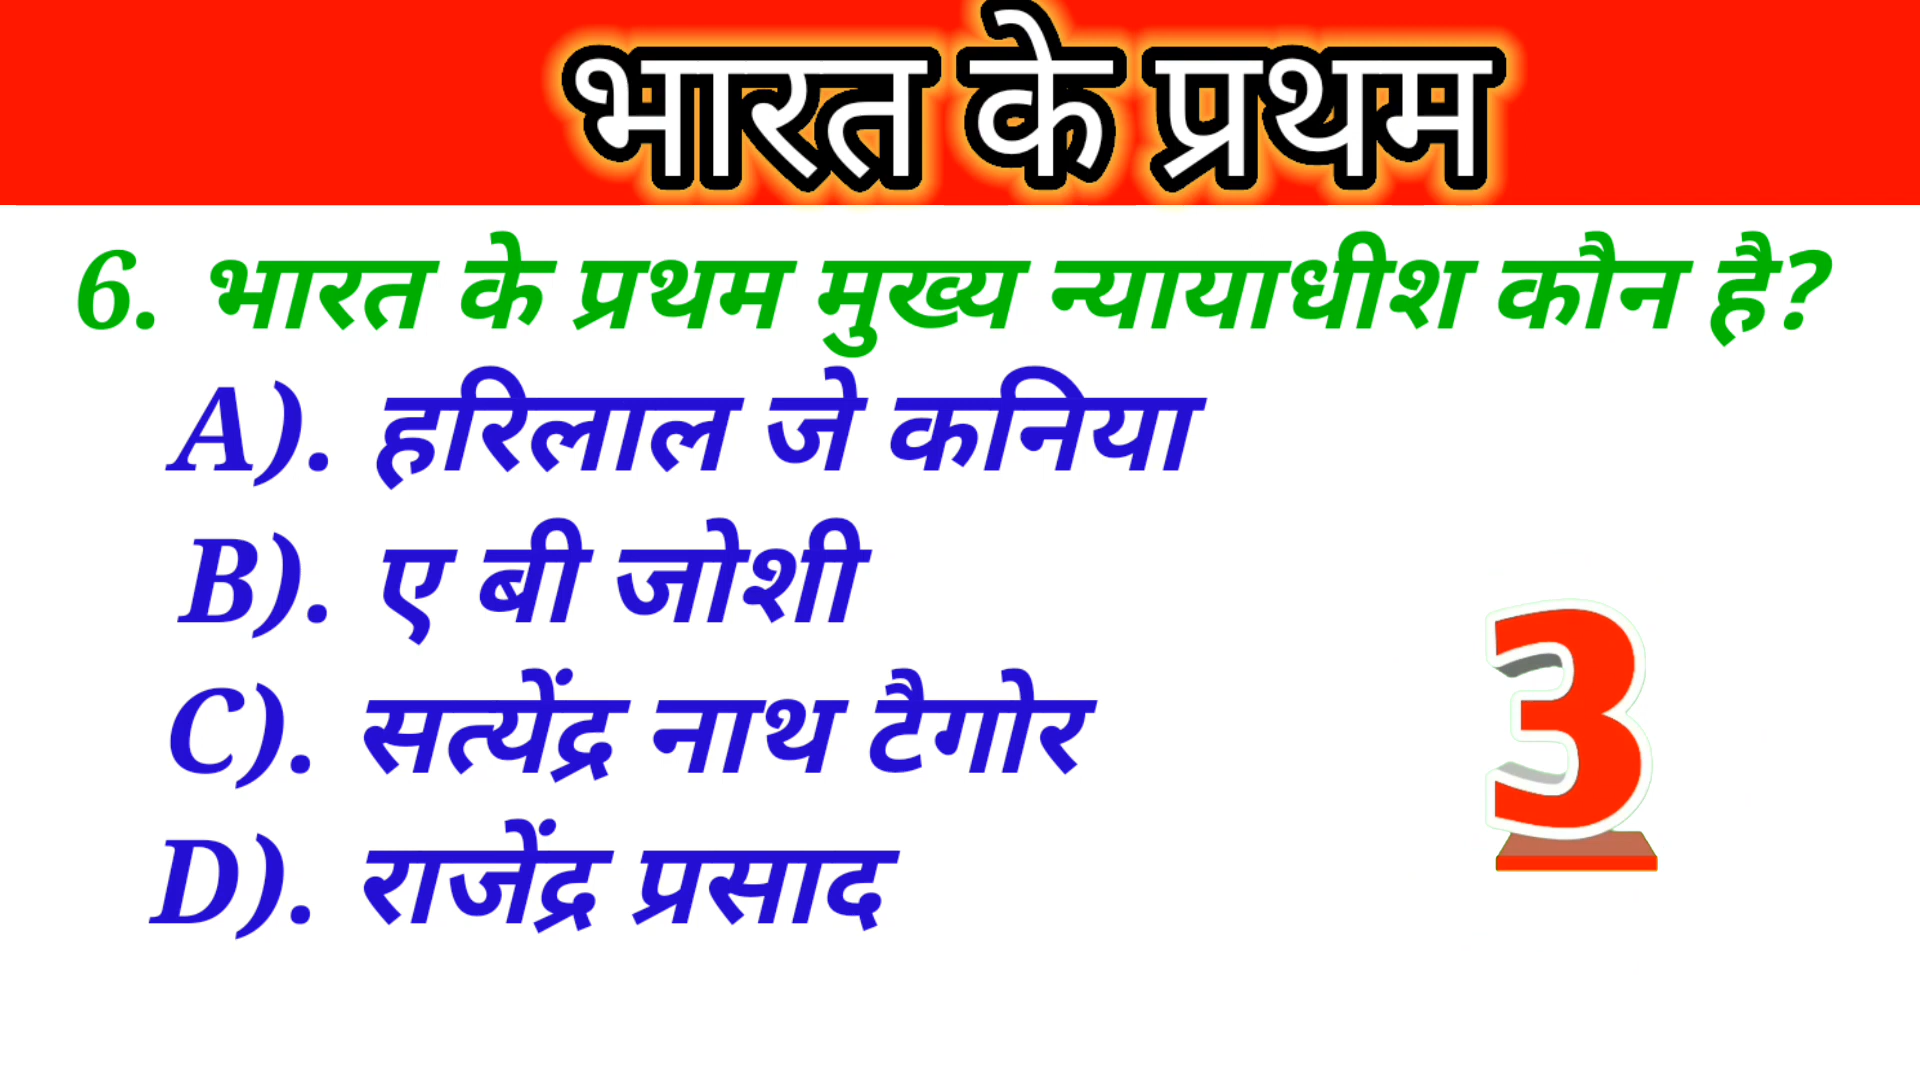 भारत के प्रथम
6. भारत के प्रथम मुख्य न्यायाधीश कौन है?
A). हरिलाल जे कनिया
B). ए बी जोशी
C). सत्येंद्र नाथ टैगोर
D). राजेंद्र प्रसाद
3